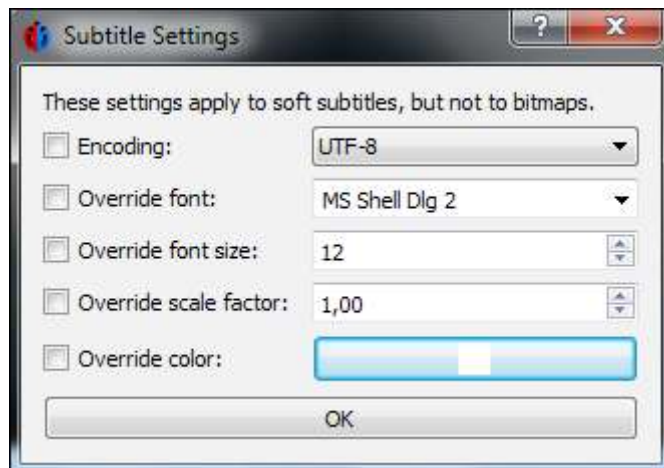 Subtitle Settings
These settings apply to soft subtitles, but not to bitmaps.
Encoding: UTF-8
Override font: MS Shell Dlg 2
Override font size: 12
Override scale factor: 1,00
Override color:
OK